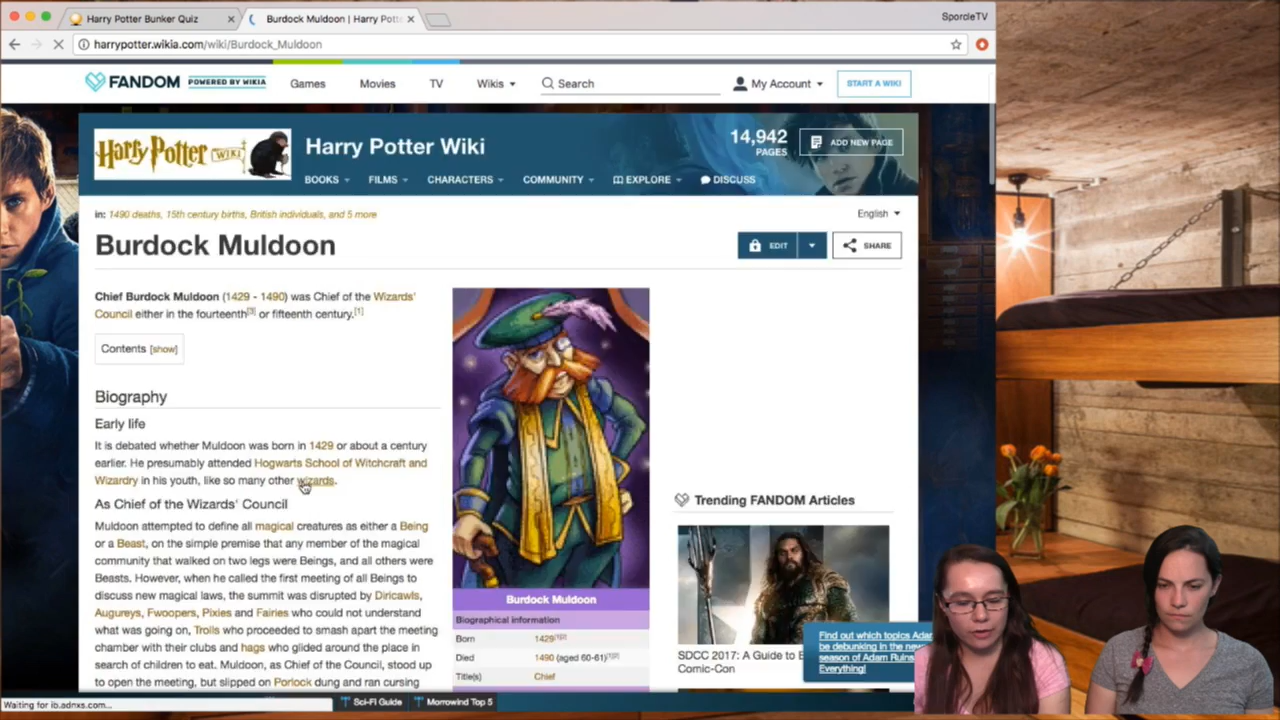 Harry Potter Bunker Quiz
Burdock Muldoon | Harry Pott
SporcleTV
harrypotter.wikia.com/wiki/Burdock_Muldoon
FANDOM POWERED BY WIKIA
Games Movies TV Wikis Search My Account START A WIKI
Harry Potter WIKI
Harry Potter Wiki
14,942 PAGES
ADD NEW PAGE
BOOKS FILMS CHARACTERS COMMUNITY EXPLORE DISCUSS
in: 1490 deaths, 15th century births, British individuals, and 5 more
English
Burdock Muldoon
EDIT SHARE
Chief Burdock Muldoon (1429 - 1490) was Chief of the Wizards'
Council either in the fourteenth[3] or fifteenth century.[1]
Contents [show]
Biography
Early life
It is debated whether Muldoon was born in 1429 or about a century
earlier. He presumably attended Hogwarts School of Witchcraft and
Wizardry in his youth, like so many other wizards.
As Chief of the Wizards' Council
Muldoon attempted to define all magical creatures as either a Being
or a Beast, on the simple premise that any member of the magical
community that walked on two legs were Beings, and all others were
Beasts. However, when he called the first meeting of all Beings to
discuss new magical laws, the summit was disrupted by Diricawls,
Augureys, Fwoopers, Pixies and Fairies who could not understand
what was going on, Trolls who proceeded to smash apart the meeting
chamber with their clubs and hags who glided around the place in
search of children to eat. Muldoon, as Chief of the Council, stood up
to open the meeting, but slipped on Porlock dung and ran cursing
Burdock Muldoon
Biographical information
Born 1429
Died 1490 (aged 60-61)
Title(s) Chief
Trending FANDOM Articles
SDCC 2017: A Guide to
Comic-Con
Find out which topics Adam
be debunking in the new
season of Adam Ruins
Everything!
Waiting for ib.adnxs.com...
Sci-Fi Guide Morrowind Top 5